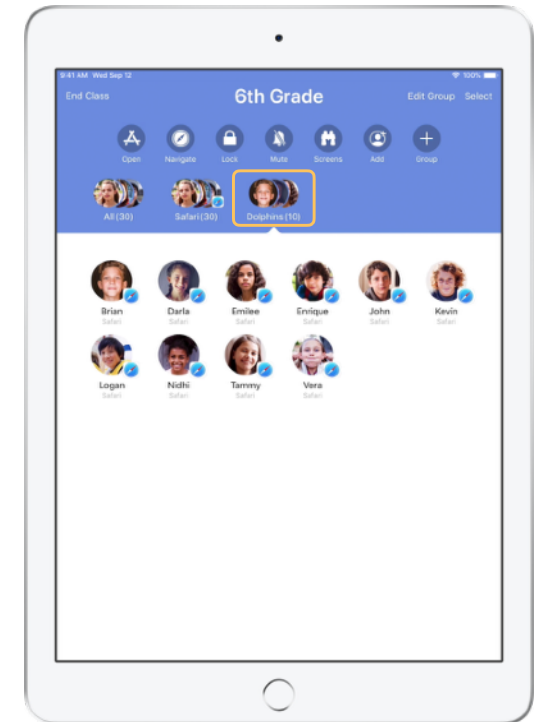 9:41 AM Wed Sep 12 100%
End Class 6th Grade Edit Group Select
Open Navigate Lock Mute Screens Add Group
All (30) Safari (30) Dolphins (10)
Brian Darla Emilee Enrique John Kevin
Safari Safari Safari Safari Safari Safari
Logan Nidhi Tammy Vera
Safari Safari Safari Safari